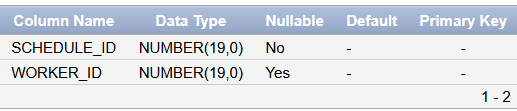 Column Name Data Type Nullable Default Primary Key
SCHEDULE_ID NUMBER(19,0) No - -
WORKER_ID NUMBER(19,0) Yes - -
1 - 2